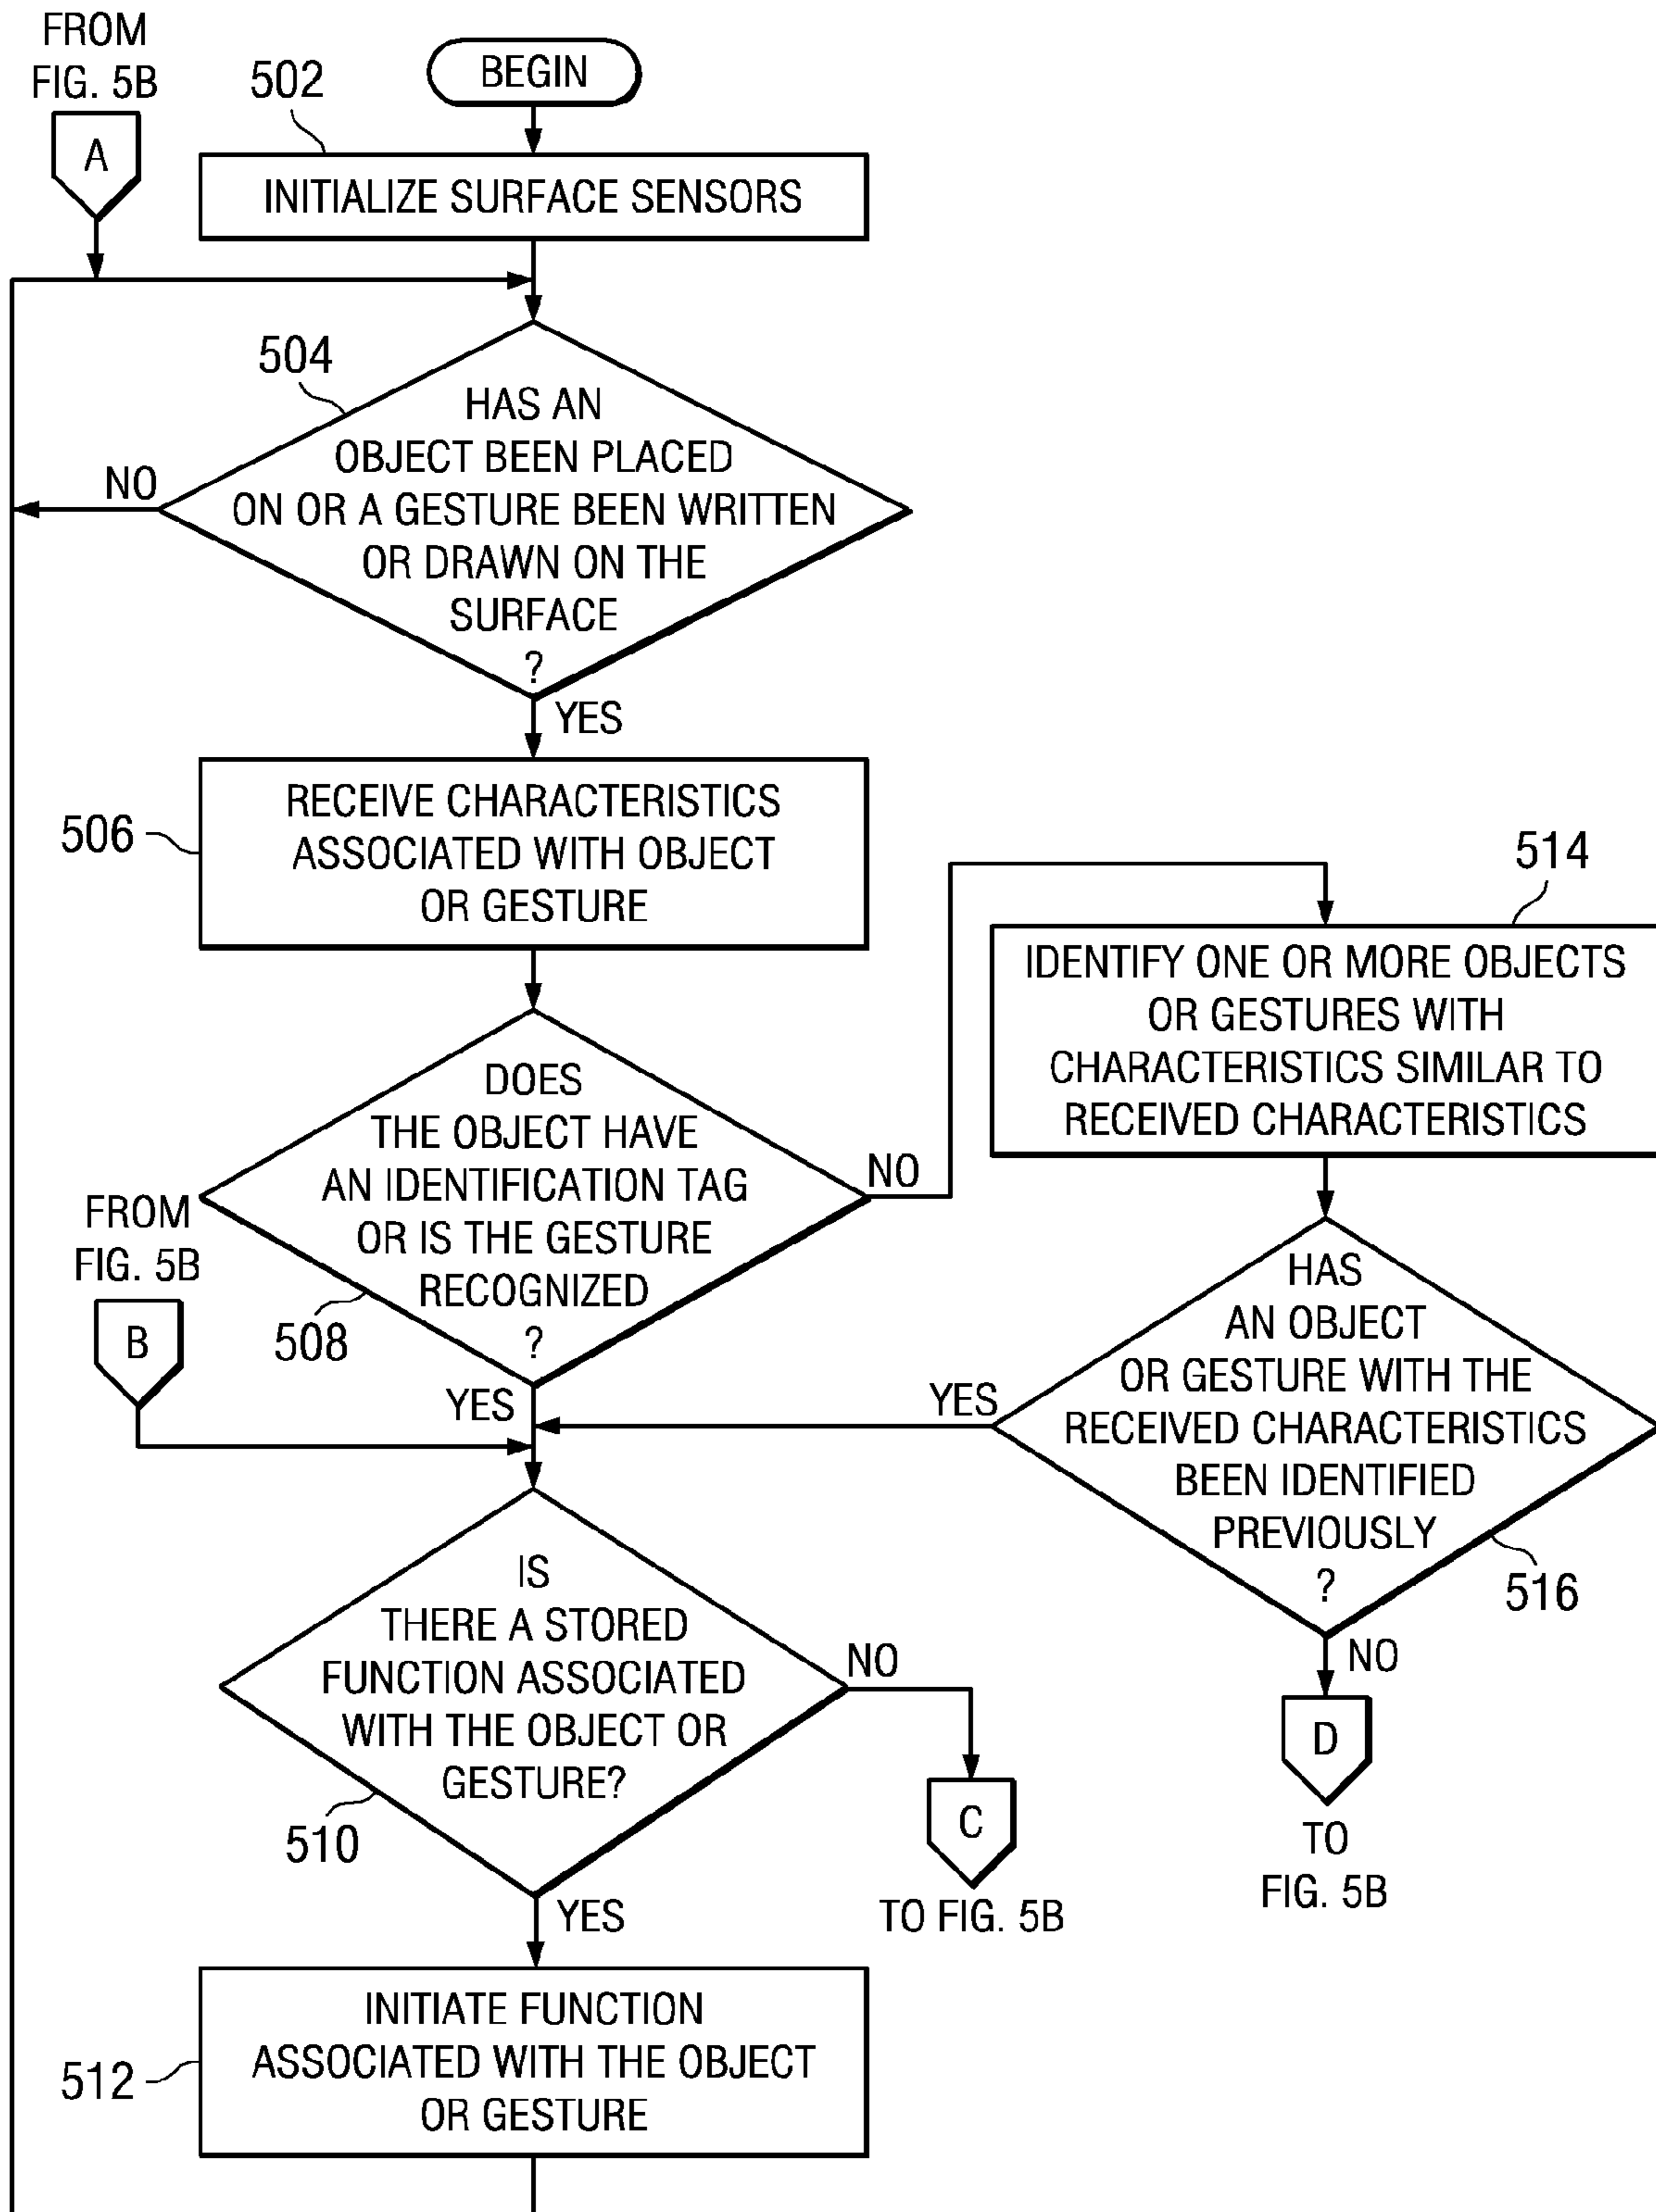 FROM
FIG. 5B
A
502
BEGIN
INITIALIZE SURFACE SENSORS
504
HAS AN
OBJECT BEEN PLACED
ON OR A GESTURE BEEN WRITTEN
OR DRAWN ON THE
SURFACE
?
NO
YES
506
RECEIVE CHARACTERISTICS
ASSOCIATED WITH OBJECT
OR GESTURE
508
DOES
THE OBJECT HAVE
AN IDENTIFICATION TAG
OR IS THE GESTURE
RECOGNIZED
?
NO
YES
514
IDENTIFY ONE OR MORE OBJECTS
OR GESTURES WITH
CHARACTERISTICS SIMILAR TO
RECEIVED CHARACTERISTICS
FROM
FIG. 5B
B
HAS
AN OBJECT
OR GESTURE WITH THE
RECEIVED CHARACTERISTICS
BEEN IDENTIFIED
PREVIOUSLY
?
516
YES
NO
D
TO
FIG. 5B
IS
THERE A STORED
FUNCTION ASSOCIATED
WITH THE OBJECT OR
GESTURE?
510
NO
C
TO FIG. 5B
YES
512
INITIATE FUNCTION
ASSOCIATED WITH THE OBJECT
OR GESTURE